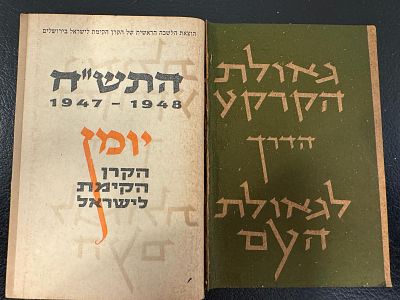 הוצאת הלשכה הראשית של הקרן הקימת לישראל בירושלים
התש״ח
1947 - 1948
יומן
הקרן
הקימת
לישראל
גאולת
הקרקע
הדרך
לגאולת
העם